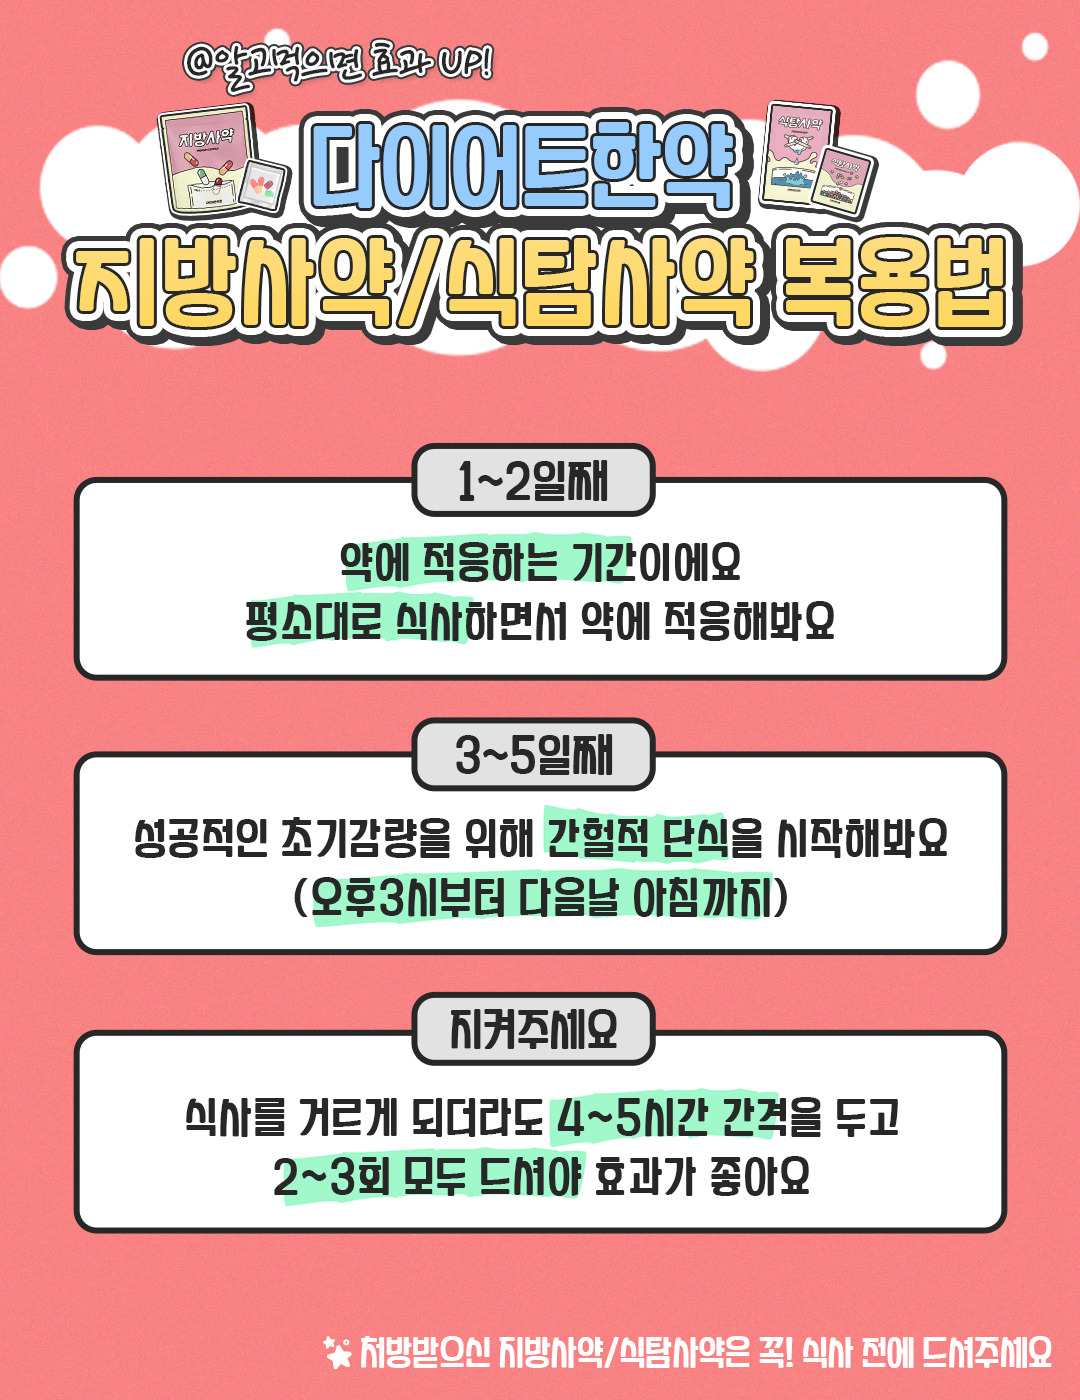 @알고먹으면 효과 UP!
지방사약
식탐사약
식탐사약
다이어트한약
지방사약/식탐사약 복용법
1~2일째
약에 적응하는 기간이에요
평소대로 식사하면서 약에 적응해봐요
3~5일째
성공적인 초기감량을 위해 간헐적 단식을 시작해봐요
(오후3시부터 다음날 아침까지)
지켜주세요
식사를 거르게 되더라도 4~5시간 간격을 두고
2~3회 모두 드셔야 효과가 좋아요
처방받으신 지방사약/식탐사약은 꼭! 식사 전에 드셔주세요